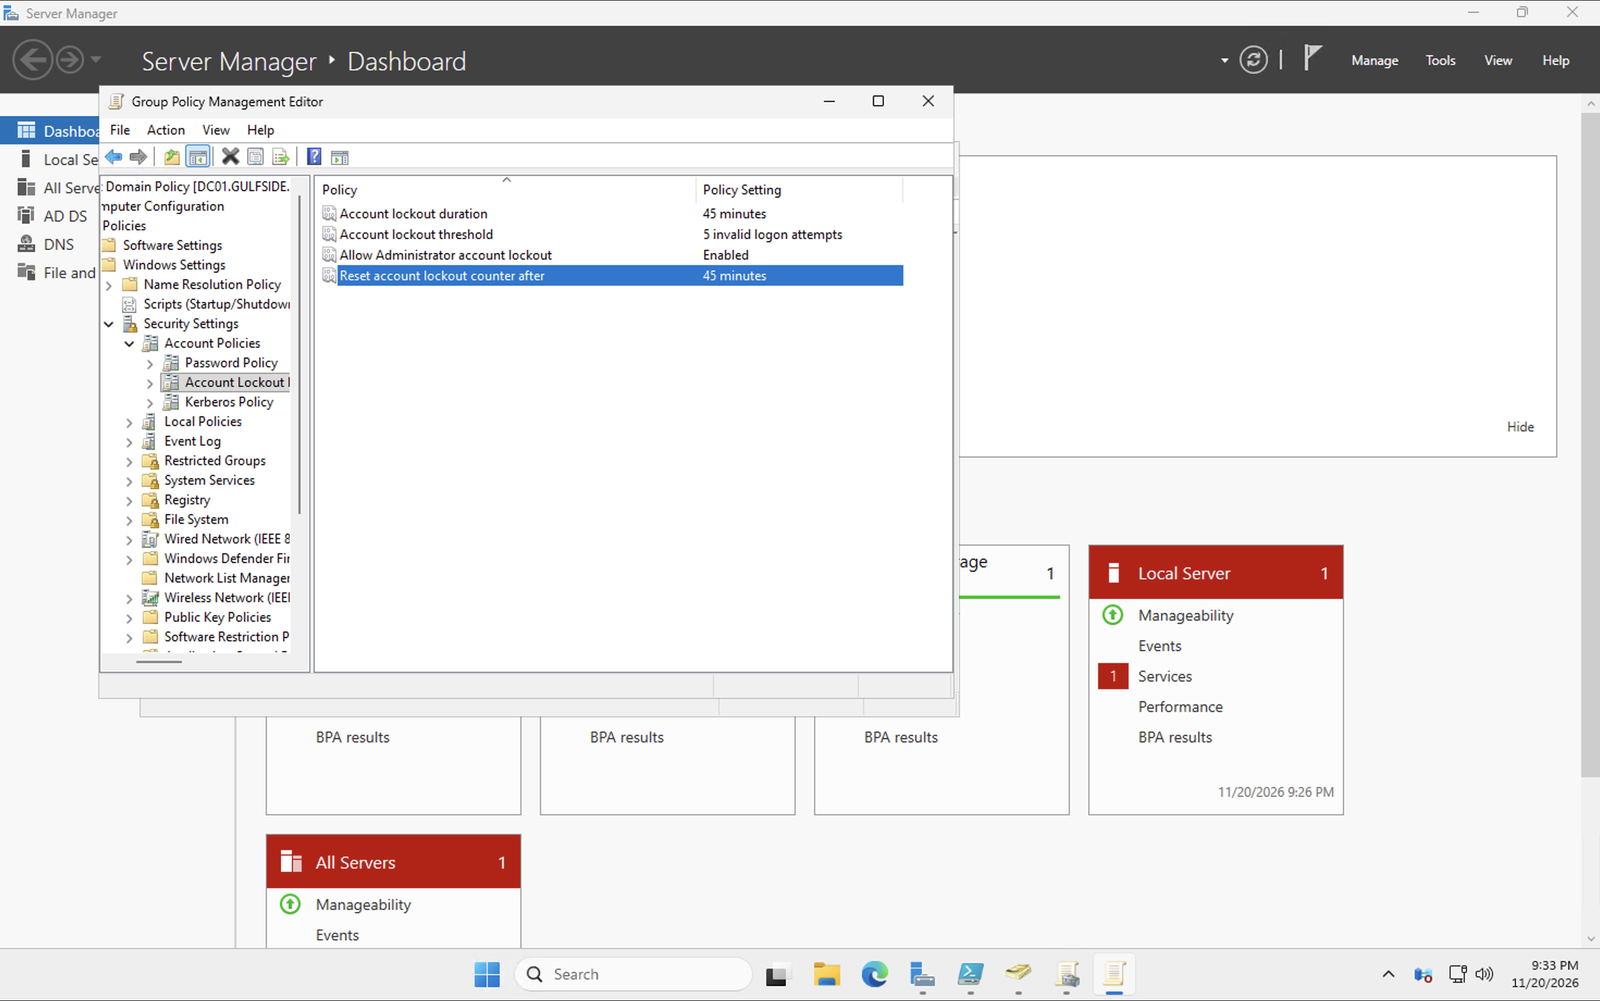 Server Manager
Server Manager • Dashboard
Manage Tools View Help
Group Policy Management Editor
File Action View Help
Dashboa
Local Se
All Serve
AD DS
DNS
File and
Domain Policy [DC01.GULFSIDE.
mputer Configuration
Policies
Software Settings
Windows Settings
Name Resolution Policy
Scripts (Startup/Shutdown
Security Settings
Account Policies
Password Policy
Account Lockout
Kerberos Policy
Local Policies
Event Log
Restricted Groups
System Services
Registry
File System
Wired Network (IEEE 8
Windows Defender Fir
Network List Manager
Wireless Network (IEEE
Public Key Policies
Software Restriction P
Policy Policy Setting
Account lockout duration 45 minutes
Account lockout threshold 5 invalid logon attempts
Allow Administrator account lockout Enabled
Reset account lockout counter after 45 minutes
Hide
age 1
BPA results
BPA results
BPA results
Local Server 1
Manageability
Events
1 Services
Performance
BPA results
11/20/2026 9:26 PM
All Servers 1
Manageability
Events
Search
9:33 PM
11/20/2026